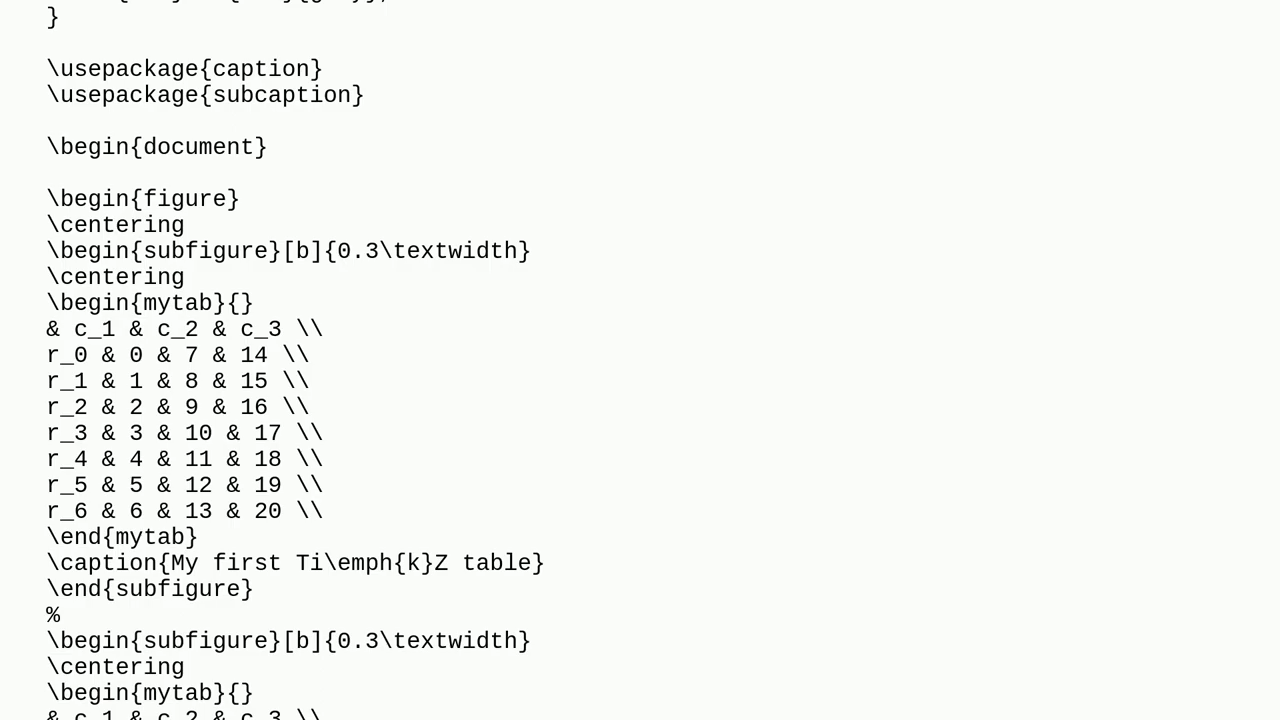 }
\usepackage{caption}
\usepackage{subcaption}
\begin{document}
\begin{figure}
\centering
\begin{subfigure}[b]{0.3\textwidth}
\centering
\begin{mytab}{}
& c_1 & c_2 & c_3 \\
r_0 & 0 & 7 & 14 \\
r_1 & 1 & 8 & 15 \\
r_2 & 2 & 9 & 16 \\
r_3 & 3 & 10 & 17 \\
r_4 & 4 & 11 & 18 \\
r_5 & 5 & 12 & 19 \\
r_6 & 6 & 13 & 20 \\
\end{mytab}
\caption{My first Ti\emph{k}Z table}
\end{subfigure}
%
\begin{subfigure}[b]{0.3\textwidth}
\centering
\begin{mytab}{}
& c_1 & c_2 & c_3 \\